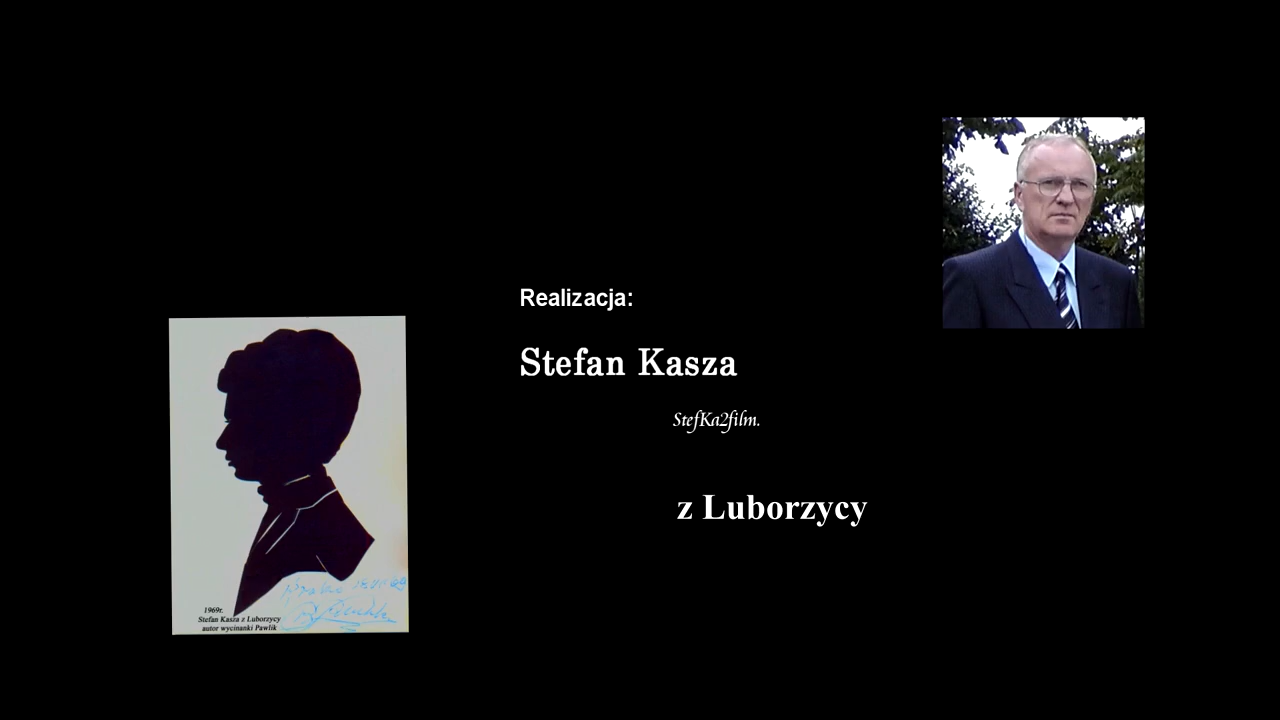 Realizacja:
Stefan Kasza
StefKa2film.
z Luborzycy
1969r.
Stefan Kasza z Luborzycy
autor wycinanki Pawlik